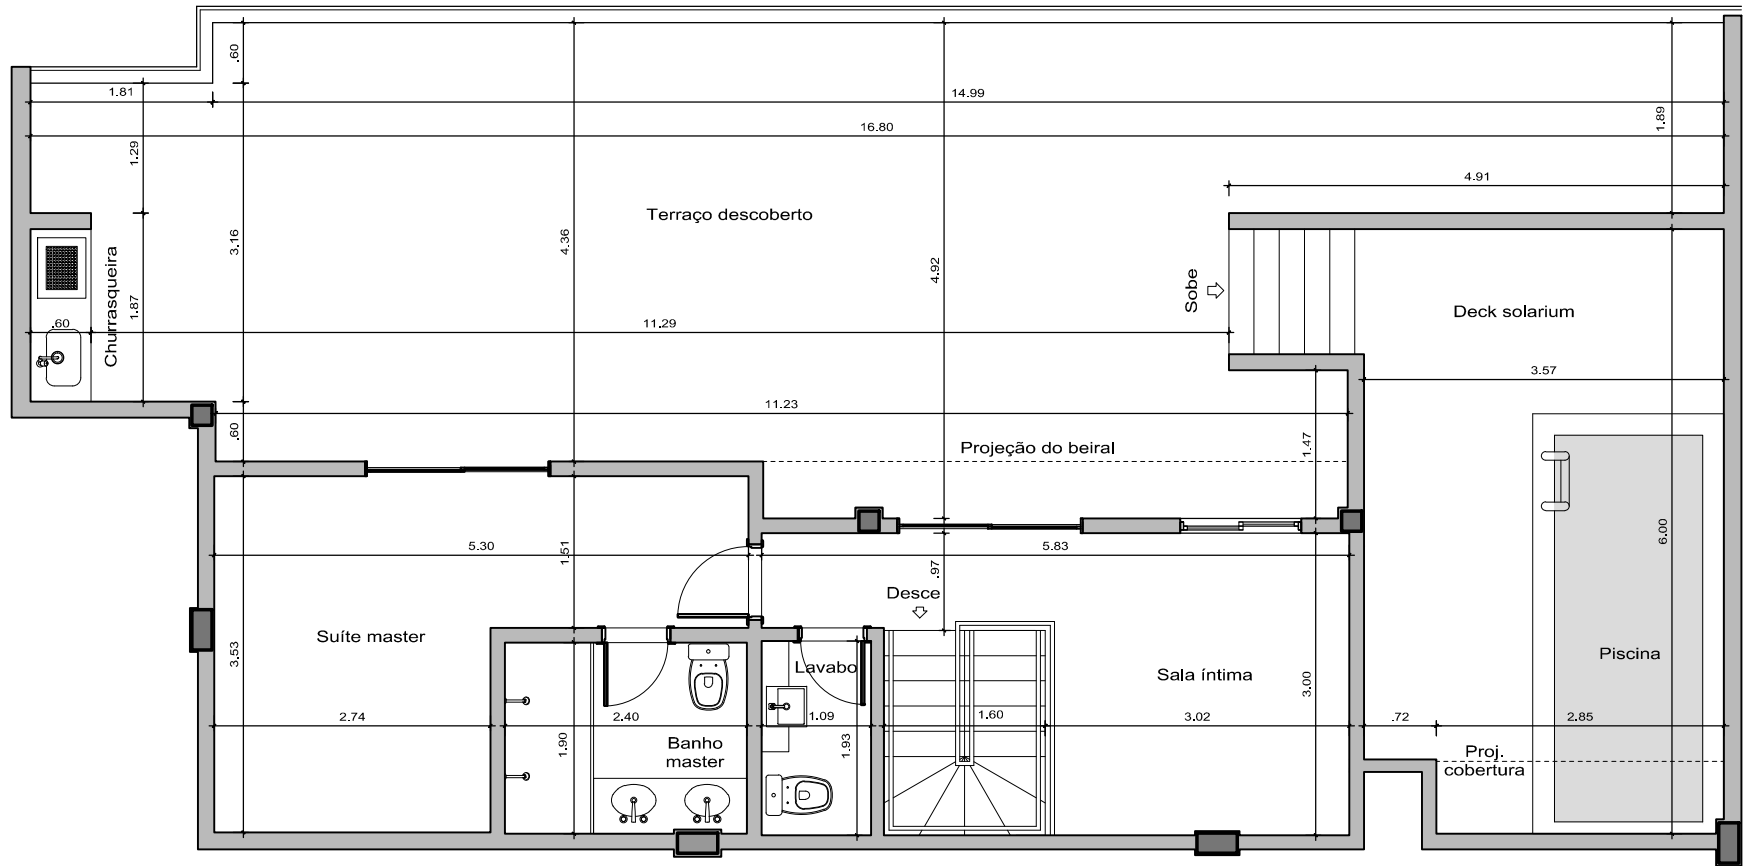 .60
1.81
14.99
16.80
1.89
1.29
4.91
Terraço descoberto
3.16
4.36
4.92
Churrasqueira
1.87
Sobe
Deck solarium
.60
11.29
3.57
11.23
.60
Projeção do beiral
1.47
6.00
5.30
1.51
5.83
.97
Desce
Suíte master
3.53
Lavabo
Sala íntima
3.00
Piscina
2.74
2.40
1.09
1.60
3.02
.72
2.85
1.90
Banho
master
1.93
Proj.
cobertura